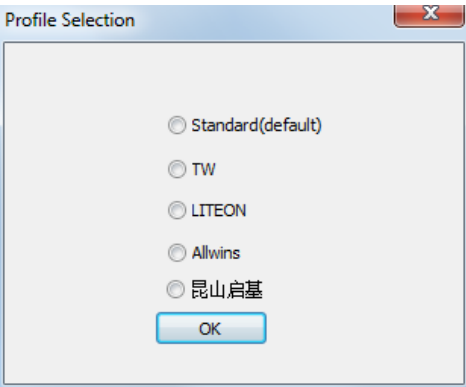 Profile Selection
Standard(default)
TW
LITEON
Allwins
昆山启基
OK